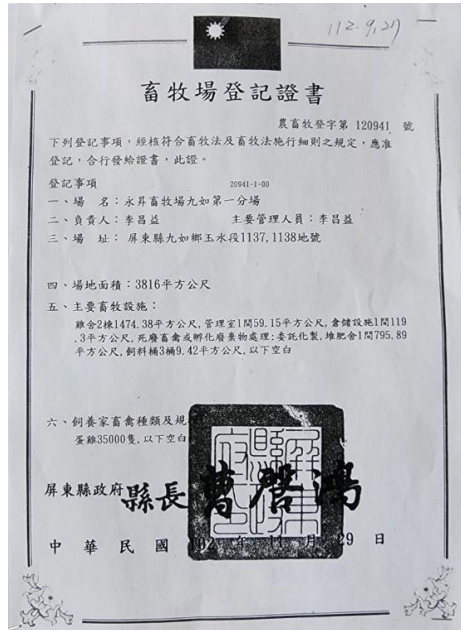 112.9.27
畜牧場登記證書
農畜牧登字第 120941 號
下列登記事項，經核符合畜牧法及畜牧法施行細則之規定，應准
登記，合行發給證書，此證。
登記事項 20941-1-00
一、場　名：永昇畜牧場九如第一分場
二、負責人：李昌益　主要管理人員：李昌益
三、場　址： 屏東縣九如鄉玉水段1137,1138地號
四、場地面積：3816平方公尺
五、主要畜牧設施：
雞舍2棟1474.38平方公尺,管理室1間59.15平方公尺,倉儲設施1間119
.3平方公尺,死廢畜禽或孵化廢棄物處理:委託化製,堆肥舍1間795.89
平方公尺,飼料桶3桶9.42平方公尺,以下空白
六、飼養家畜禽種類及規
蛋雞35000隻,以下空白
屏東縣政府 縣長
中 華 民 國 102 年 11 月 29 日